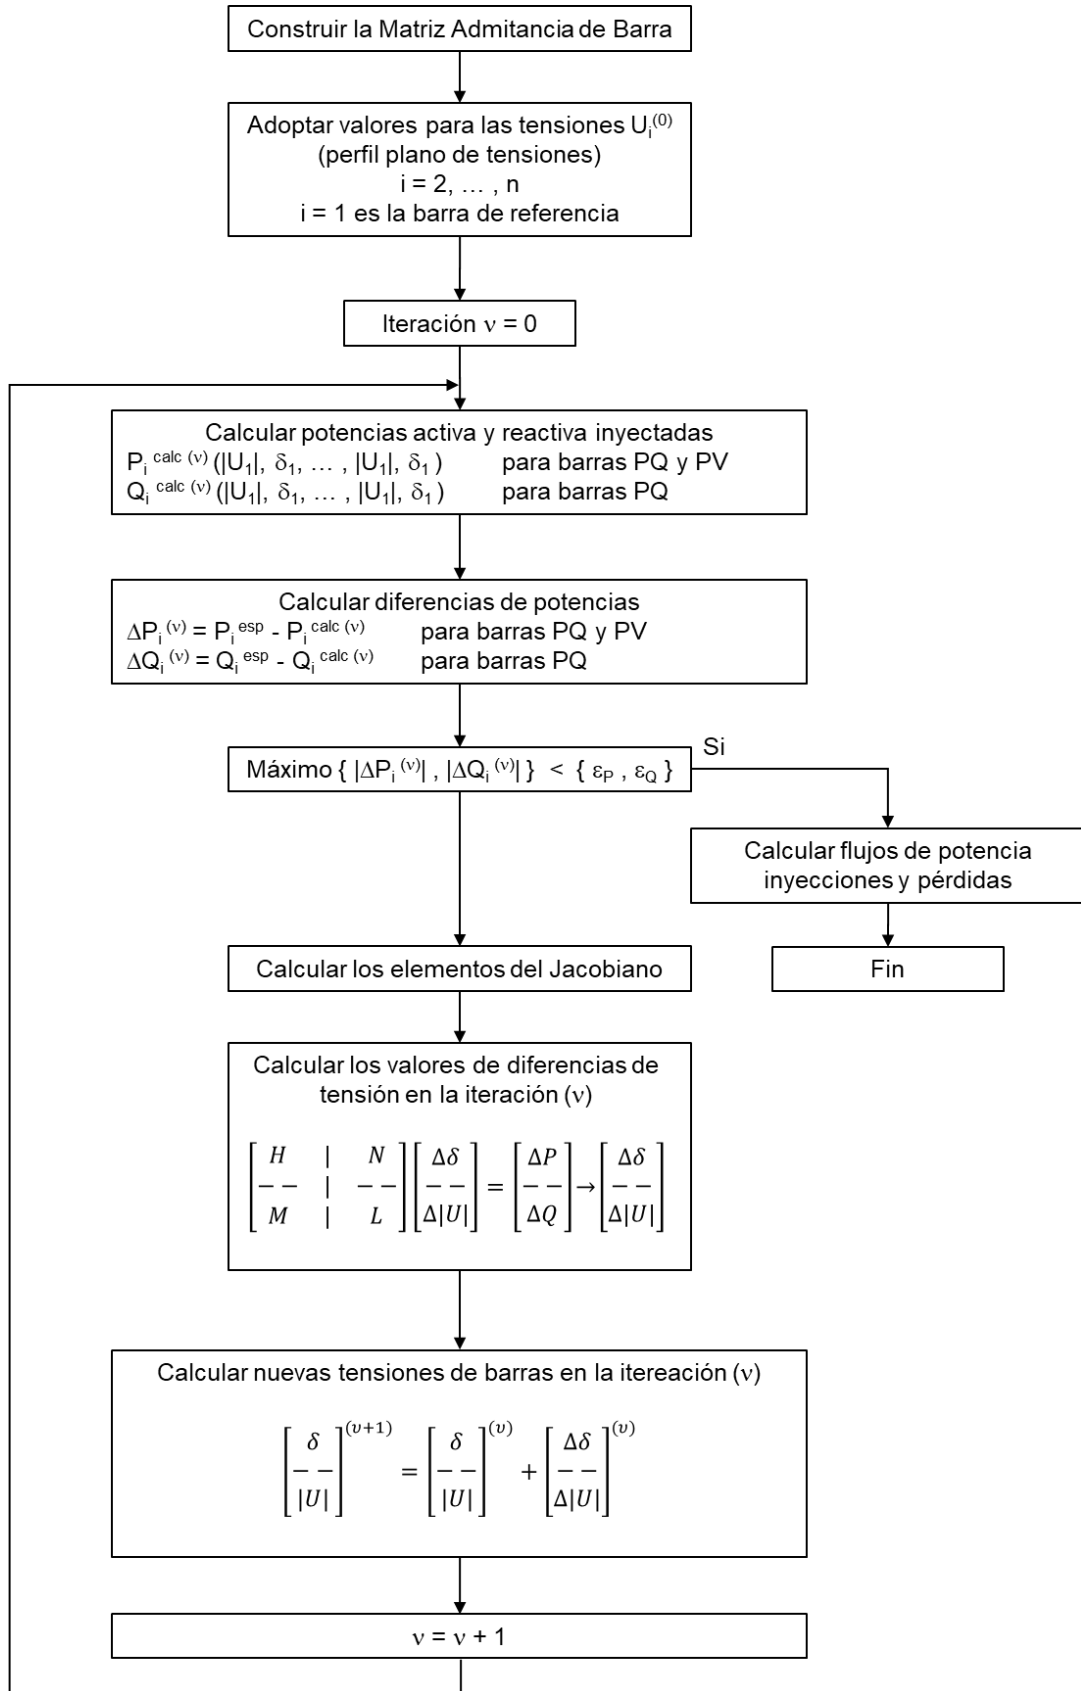 Construir la Matriz Admitancia de Barra
Adoptar valores para las tensiones Uᵢ⁽⁰⁾
(perfil plano de tensiones)
i = 2, … , n
i = 1 es la barra de referencia
Iteración ν = 0
Calcular potencias activa y reactiva inyectadas
Pᵢ ᶜᵃˡᶜ ⁽ᵛ⁾ (|U₁|, δ₁, … , |U₁|, δ₁ ) para barras PQ y PV
Qᵢ ᶜᵃˡᶜ ⁽ᵛ⁾ (|U₁|, δ₁, … , |U₁|, δ₁ ) para barras PQ
Calcular diferencias de potencias
ΔPᵢ ⁽ᵛ⁾ = Pᵢ ᵉˢᵖ - Pᵢ ᶜᵃˡᶜ ⁽ᵛ⁾ para barras PQ y PV
ΔQᵢ ⁽ᵛ⁾ = Qᵢ ᵉˢᵖ - Qᵢ ᶜᵃˡᶜ ⁽ᵛ⁾ para barras PQ
Máximo { |ΔPᵢ ⁽ᵛ⁾| , |ΔQᵢ ⁽ᵛ⁾| } < { ε_P , ε_Q }
Si
Calcular flujos de potencia
inyecciones y pérdidas
Fin
Calcular los elementos del Jacobiano
Calcular los valores de diferencias de
tensión en la iteración (ν)
[H | N; — — | — —; M | L] [Δδ; — —; Δ|U|] = [ΔP; — —; ΔQ] → [Δδ; — —; Δ|U|]
Calcular nuevas tensiones de barras en la itereación (ν)
[δ; — —; |U|]^(υ+1) = [δ; — —; |U|]^(υ) + [Δδ; — —; Δ|U|]^(υ)
ν = ν + 1